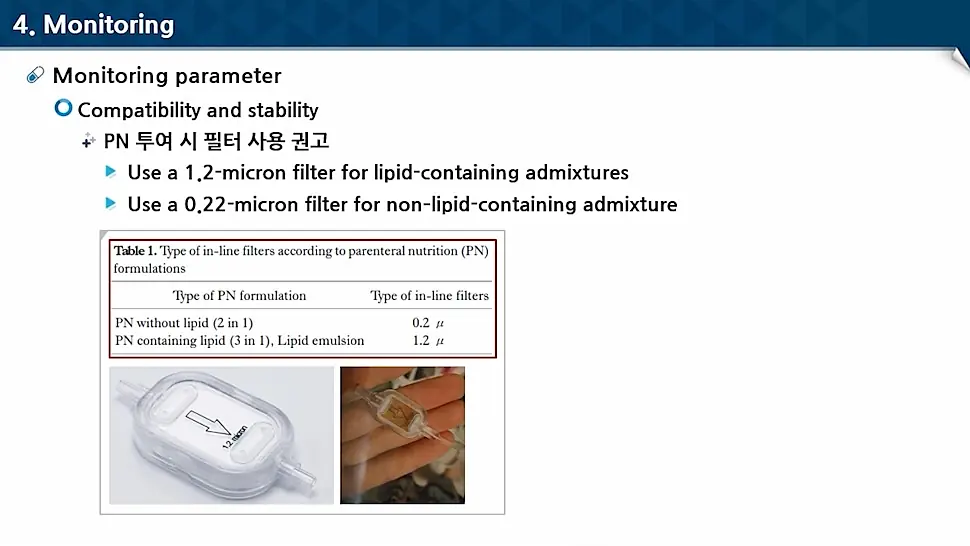 4. Monitoring
Monitoring parameter
Compatibility and stability
PN 투여 시 필터 사용 권고
Use a 1.2-micron filter for lipid-containing admixtures
Use a 0.22-micron filter for non-lipid-containing admixture
Table 1. Type of in-line filters according to parenteral nutrition (PN)
formulations
Type of PN formulation Type of in-line filters
PN without lipid (2 in 1) 0.2 μ
PN containing lipid (3 in 1), Lipid emulsion 1.2 μ
1.2 micron